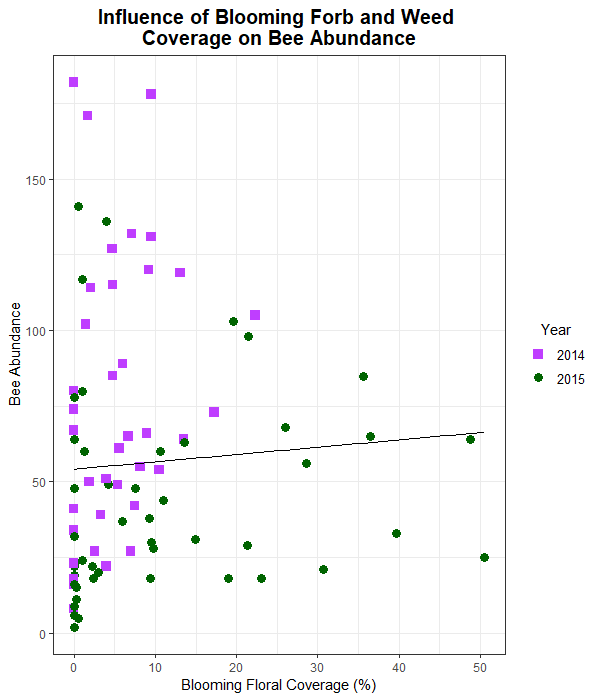 Influence of Blooming Forb and Weed
Coverage on Bee Abundance
150
100
50
0
Bee Abundance
0 10 20 30 40 50
Blooming Floral Coverage (%)
Year
2014
2015